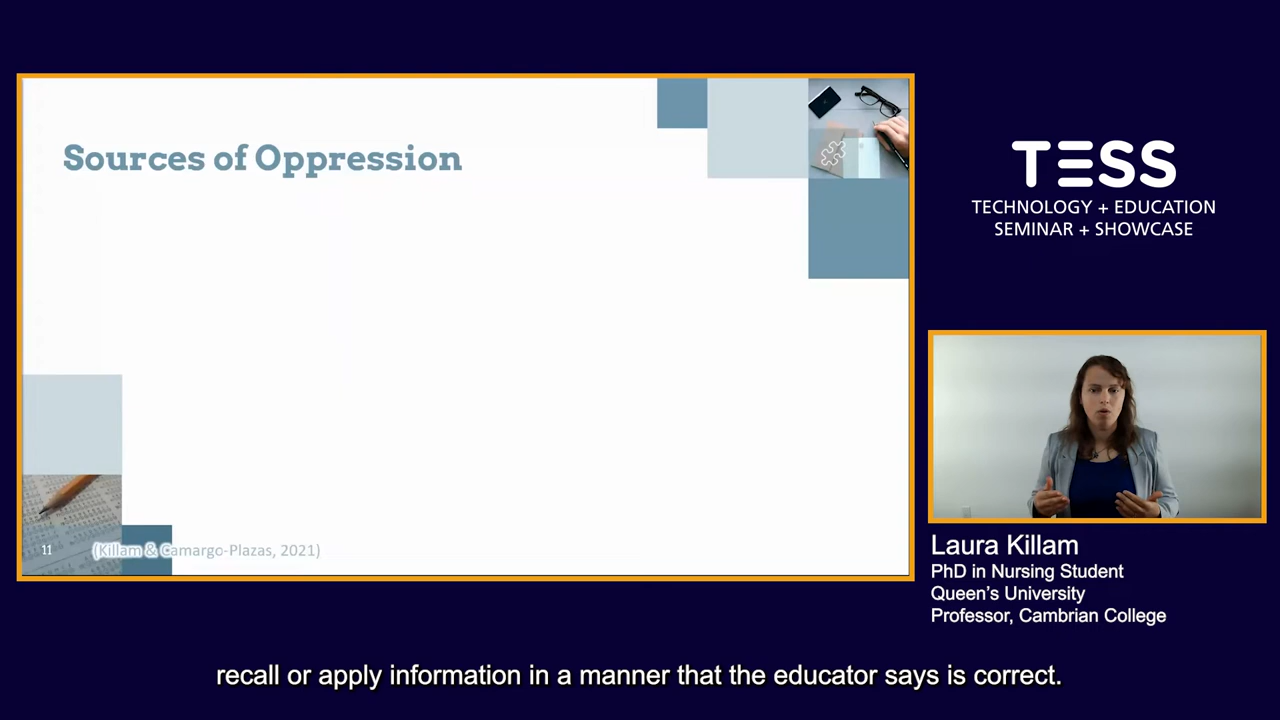 Sources of Oppression
11
(Killam & Camargo-Plazas, 2021)
TESS
TECHNOLOGY + EDUCATION
SEMINAR + SHOWCASE
Laura Killam
PhD in Nursing Student
Queen’s University
Professor, Cambrian College
recall or apply information in a manner that the educator says is correct.